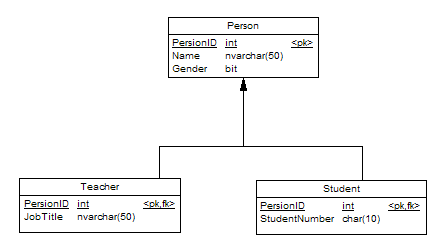 Person
PersionID int <pk>
Name nvarchar(50)
Gender bit
Teacher
PersionID int <pk,fk>
JobTitle nvarchar(50)
Student
PersionID int <pk,fk>
StudentNumber char(10)